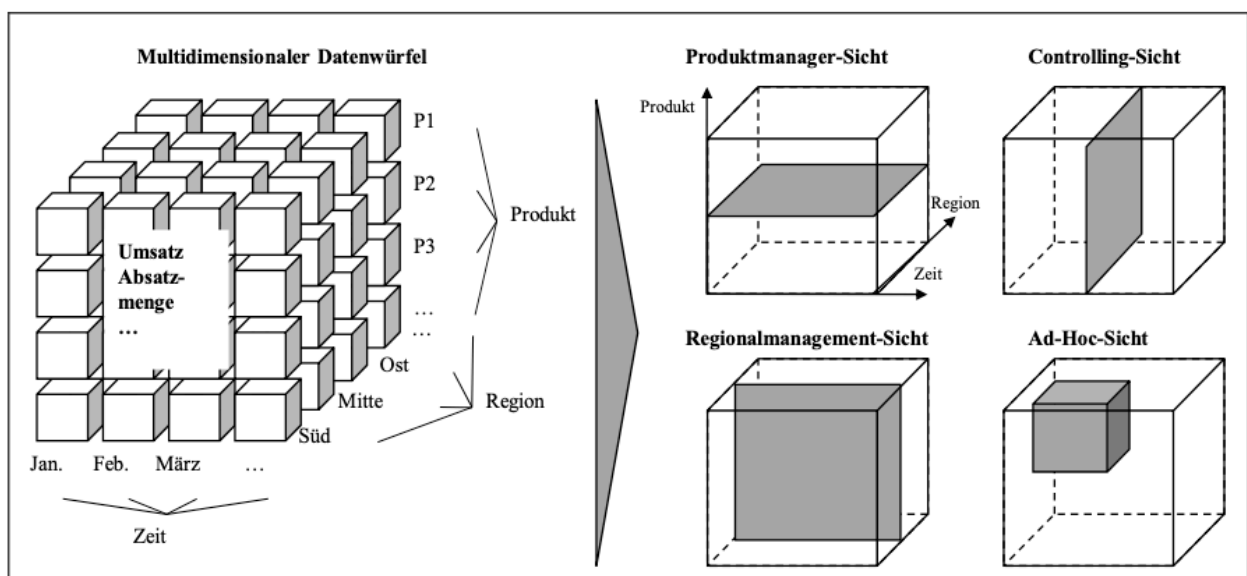 Multidimensionaler Datenwürfel
P1
P2
P3
…
Produkt
Umsatz
Absatz-
menge
…
…
Ost
Mitte
Süd
Region
Jan. Feb. März …
Zeit
Produktmanager-Sicht
Produkt
Region
Zeit
Controlling-Sicht
Regionalmanagement-Sicht
Ad-Hoc-Sicht